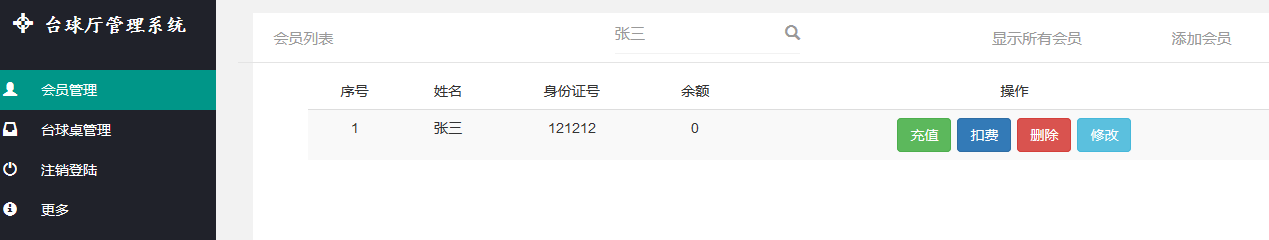 台球厅管理系统
会员管理
台球桌管理
注销登陆
更多
会员列表 张三 显示所有会员 添加会员
序号 姓名 身份证号 余额 操作
1 张三 121212 0 充值 扣费 删除 修改